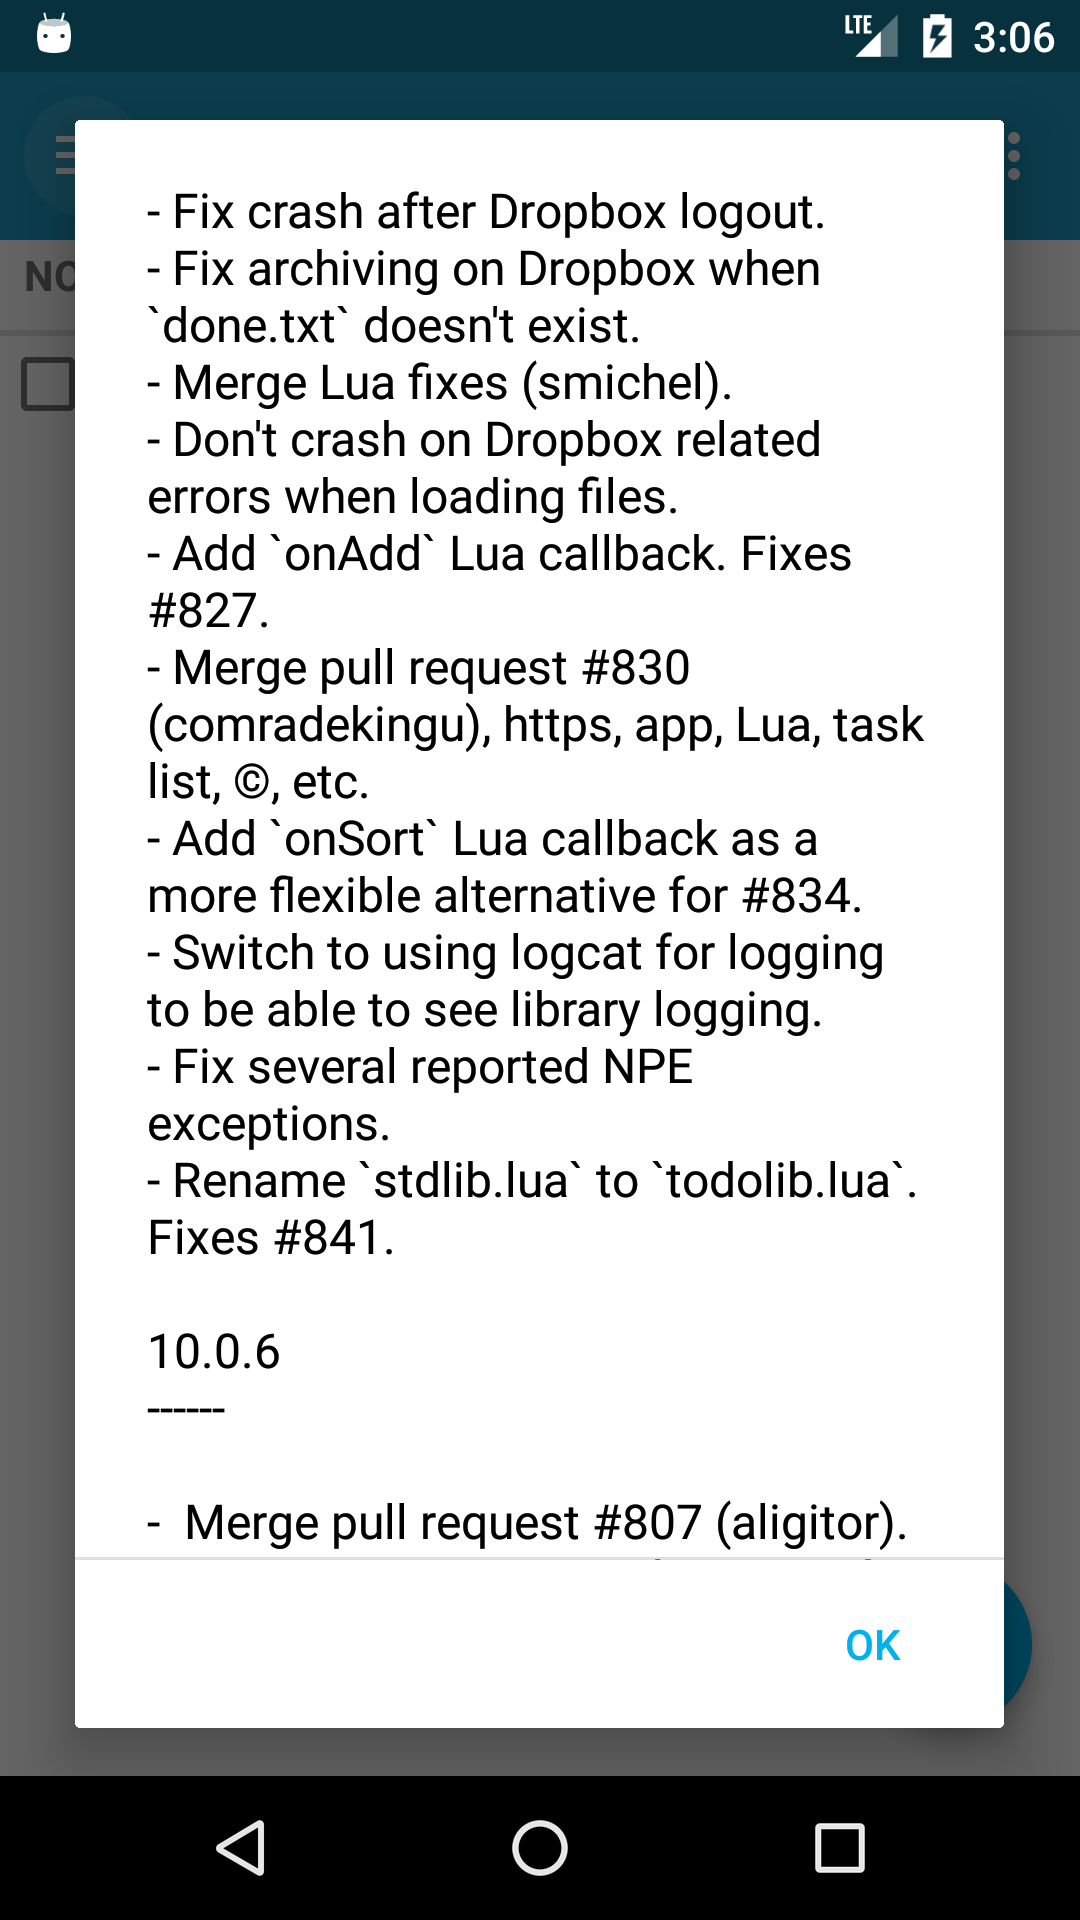 LTE 3:06
NO
- Fix crash after Dropbox logout.
- Fix archiving on Dropbox when
`done.txt` doesn't exist.
- Merge Lua fixes (smichel).
- Don't crash on Dropbox related
errors when loading files.
- Add `onAdd` Lua callback. Fixes
#827.
- Merge pull request #830
(comradekingu), https, app, Lua, task
list, ©, etc.
- Add `onSort` Lua callback as a
more flexible alternative for #834.
- Switch to using logcat for logging
to be able to see library logging.
- Fix several reported NPE
exceptions.
- Rename `stdlib.lua` to `todolib.lua`.
Fixes #841.
10.0.6
------
-  Merge pull request #807 (aligitor).
OK